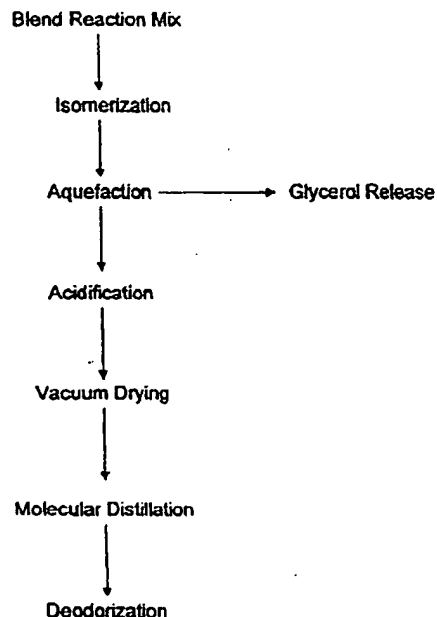 Blend Reaction Mix
Isomerization
Aquefaction
Glycerol Release
Acidification
Vacuum Drying
Molecular Distillation
Deodorization